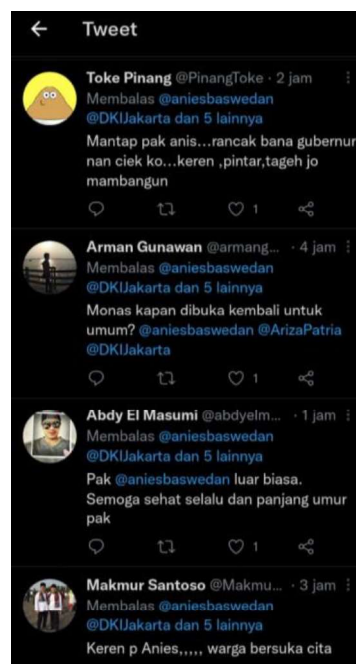 Tweet
Toke Pinang @PinangToke · 2 jam
Membalas @aniesbaswedan
@DKIJakarta dan 5 lainnya
Mantap pak anis...rancak bana gubernur
nan ciek ko...keren ,pintar,tageh jo
mambangun
1
Arman Gunawan @armang... · 4 jam
Membalas @aniesbaswedan
@DKIJakarta dan 5 lainnya
Monas kapan dibuka kembali untuk
umum? @aniesbaswedan @ArizaPatria
@DKIJakarta
1
Abdy El Masumi @abdyelm... · 1 jam
Membalas @aniesbaswedan
@DKIJakarta dan 5 lainnya
Pak @aniesbaswedan luar biasa.
Semoga sehat selalu dan panjang umur
pak
1
Makmur Santoso @Makmu... · 3 jam
Membalas @aniesbaswedan
@DKIJakarta dan 5 lainnya
Keren p Anies,,,,, warga bersuka cita